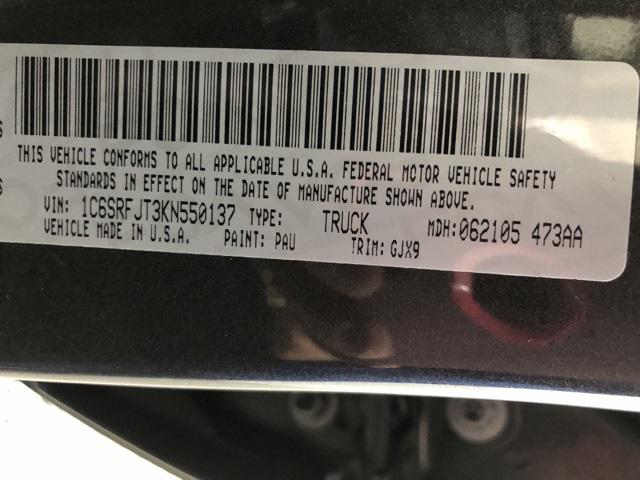 THIS VEHICLE CONFORMS TO ALL APPLICABLE U.S.A. FEDERAL MOTOR VEHICLE SAFETY
STANDARDS IN EFFECT ON THE DATE OF MANUFACTURE SHOWN ABOVE.
VIN: 1C6SRFJT3KN550137 TYPE: TRUCK MDH: 062105 473AA
VEHICLE MADE IN U.S.A. PAINT: PAU TRIM: GJX9